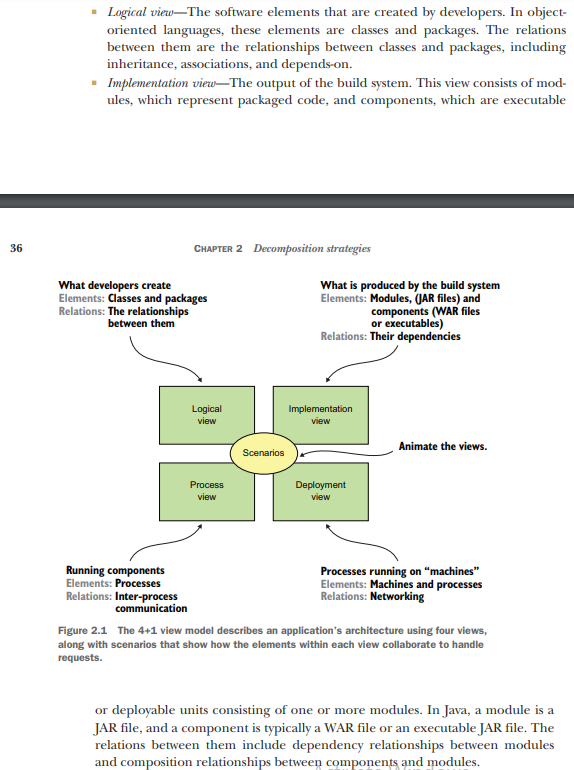 ▪ Logical view—The software elements that are created by developers. In object-
oriented languages, these elements are classes and packages. The relations
between them are the relationships between classes and packages, including
inheritance, associations, and depends-on.
▪ Implementation view—The output of the build system. This view consists of mod-
ules, which represent packaged code, and components, which are executable
36
CHAPTER 2 Decomposition strategies
What developers create
Elements: Classes and packages
Relations: The relationships
between them
What is produced by the build system
Elements: Modules, (JAR files) and
components (WAR files
or executables)
Relations: Their dependencies
Logical
view
Implementation
view
Scenarios
Animate the views.
Process
view
Deployment
view
Running components
Elements: Processes
Relations: Inter-process
communication
Processes running on “machines”
Elements: Machines and processes
Relations: Networking
Figure 2.1 The 4+1 view model describes an application’s architecture using four views,
along with scenarios that show how the elements within each view collaborate to handle
requests.
or deployable units consisting of one or more modules. In Java, a module is a
JAR file, and a component is typically a WAR file or an executable JAR file. The
relations between them include dependency relationships between modules
and composition relationships between components and modules.